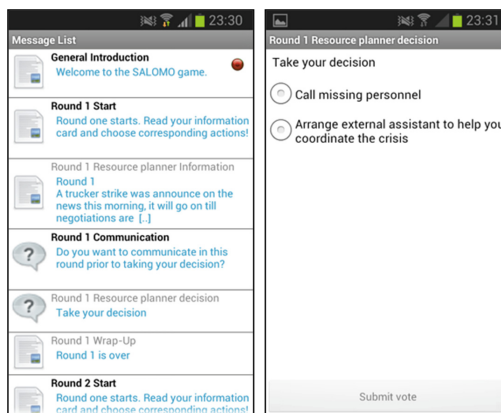 23:30
Message List
General Introduction
Welcome to the SALOMO game.
Round 1 Start
Round one starts. Read your information
card and choose corresponding actions!
Round 1 Resource planner Information
Round 1
A trucker strike was announce on the
news this morning, it will go on till
negotiations are [..]
Round 1 Communication
Do you want to communicate in this
round prior to taking your decision?
Round 1 Resource planner decision
Take your decision
Round 1 Wrap-Up
Round 1 is over
Round 2 Start
Round one starts. Read your information
card and choose corresponding actions!
23:31
Round 1 Resource planner decision
Take your decision
Call missing personnel
Arrange external assistant to help you
coordinate the crisis
Submit vote